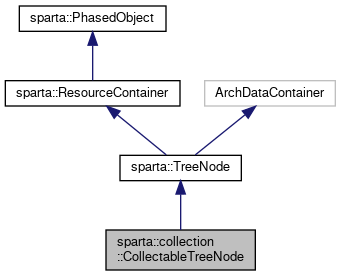 sparta::PhasedObject
sparta::ResourceContainer
ArchDataContainer
sparta::TreeNode
sparta::collection
::CollectableTreeNode